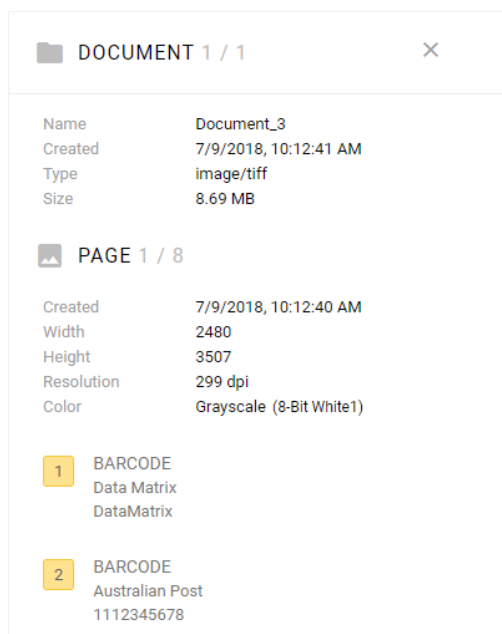 DOCUMENT 1 / 1
Name Document_3
Created 7/9/2018, 10:12:41 AM
Type image/tiff
Size 8.69 MB
PAGE 1 / 8
Created 7/9/2018, 10:12:40 AM
Width 2480
Height 3507
Resolution 299 dpi
Color Grayscale (8-Bit White1)
1 BARCODE
Data Matrix
DataMatrix
2 BARCODE
Australian Post
1112345678